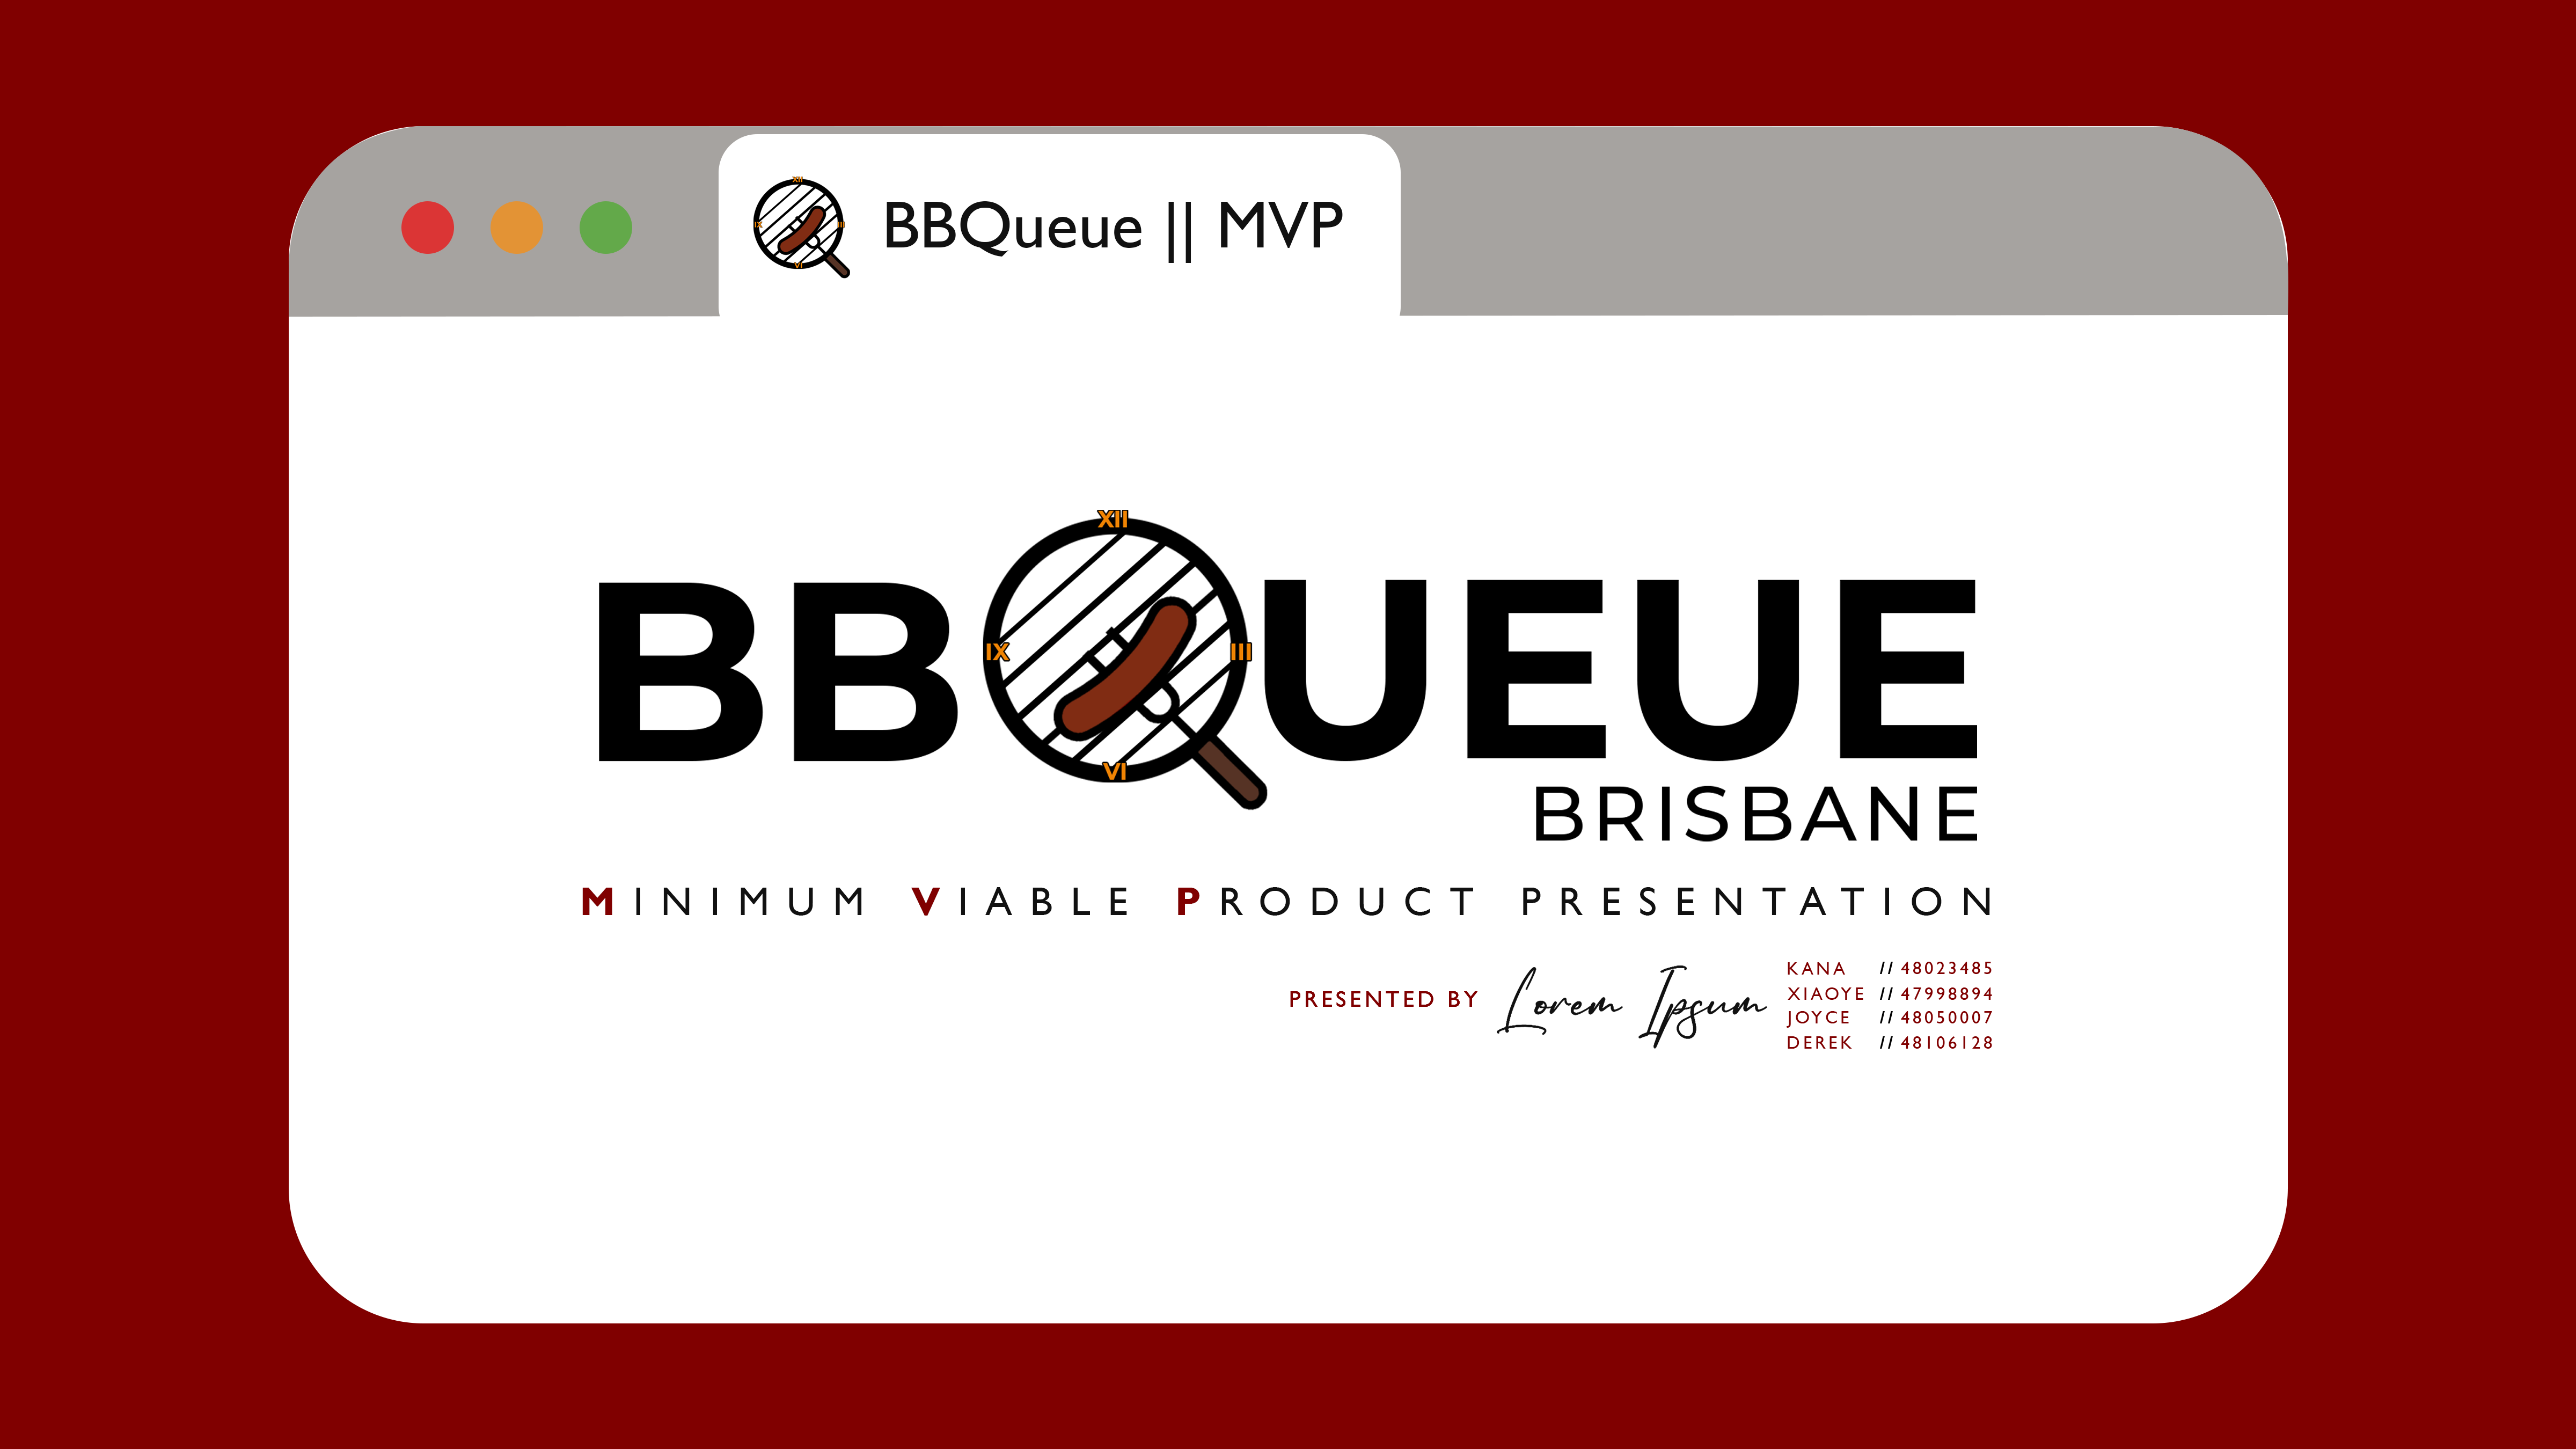 BBQueue || MVP
XII
BBQUEUE
IX III
VI
BRISBANE
MINIMUM VIABLE PRODUCT PRESENTATION
PRESENTED BY Lorem Ipsum
KANA // 48023485
XIAOYE // 47998894
JOYCE // 48050007
DEREK // 48106128